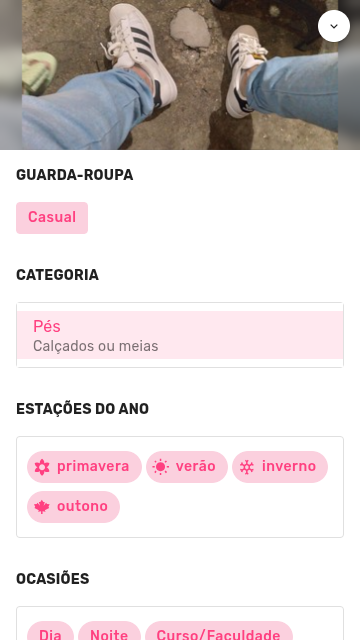 GUARDA-ROUPA
Casual
CATEGORIA
Pés
Calçados ou meias
ESTAÇÕES DO ANO
primavera verão inverno
outono
OCASIÕES
Dia Noite Curso/Faculdade